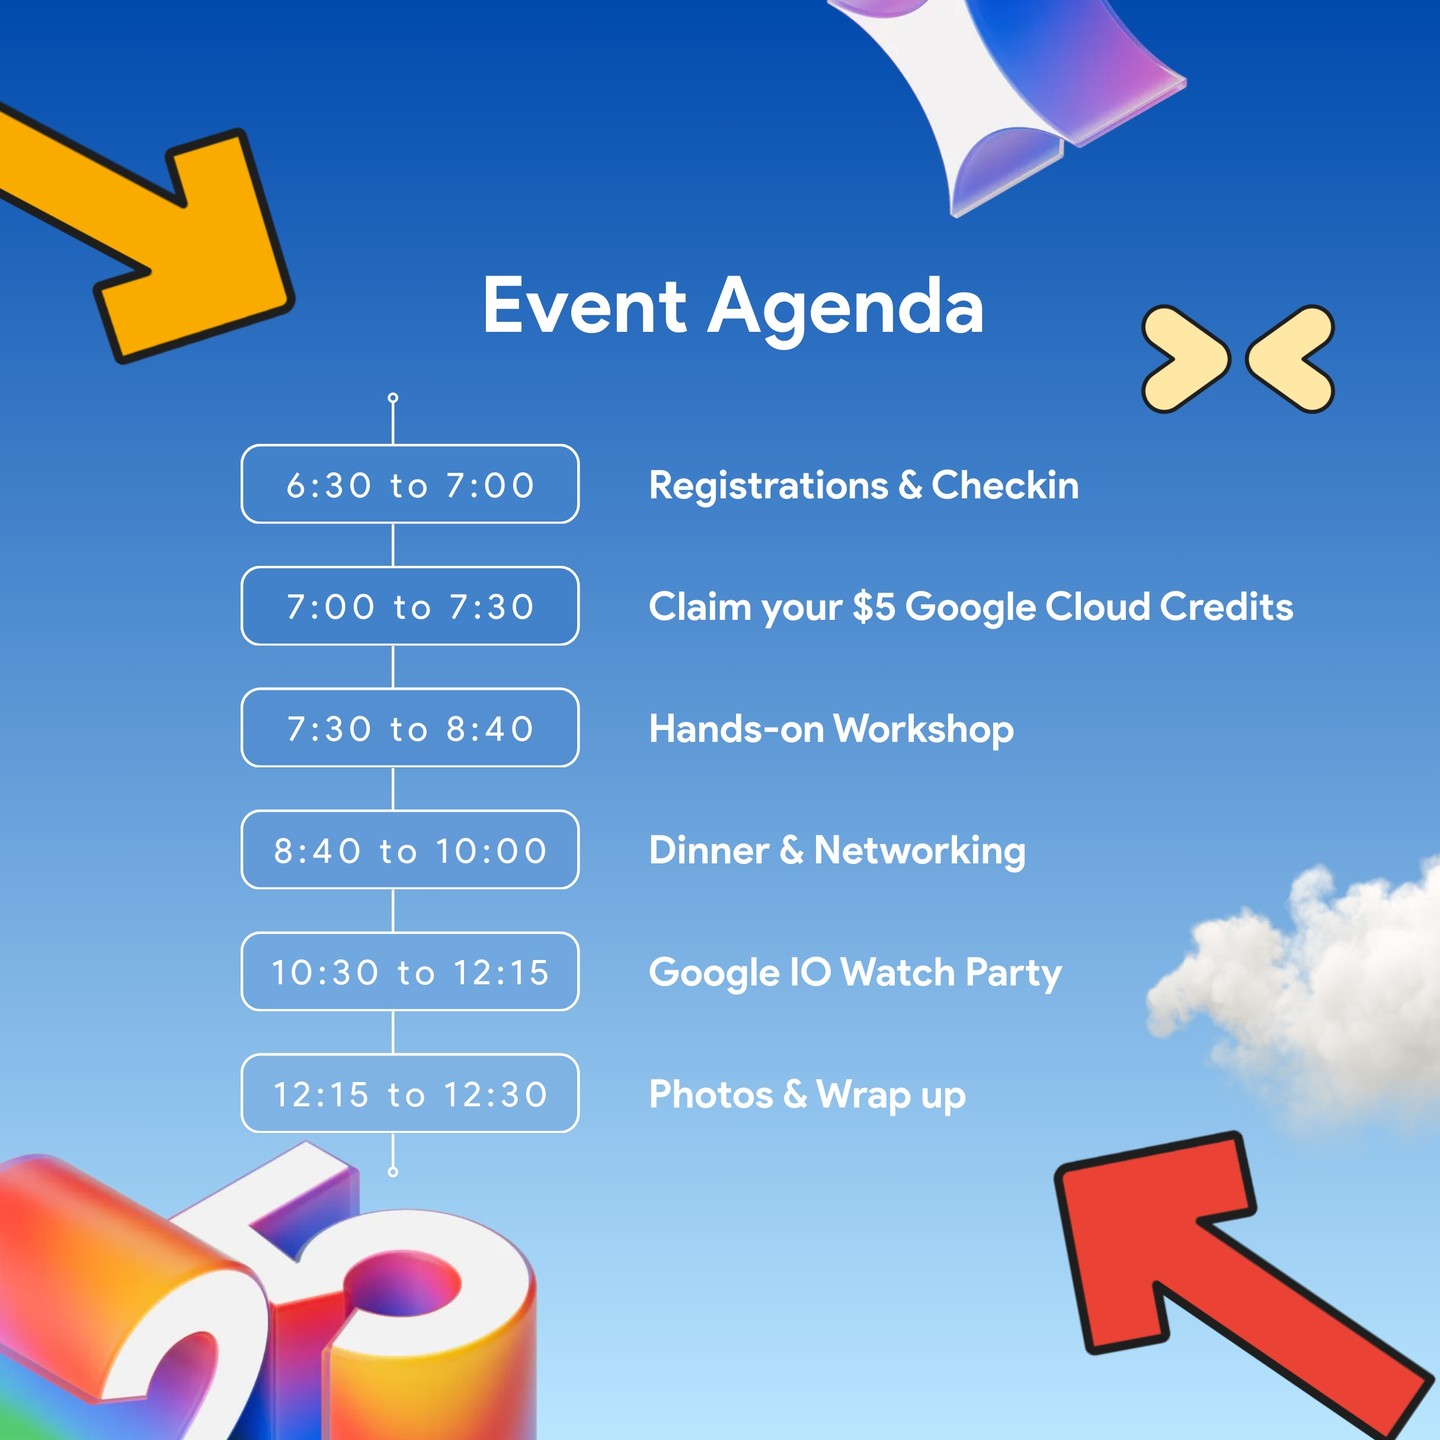 Event Agenda
6:30 to 7:00 Registrations & Checkin
7:00 to 7:30 Claim your $5 Google Cloud Credits
7:30 to 8:40 Hands-on Workshop
8:40 to 10:00 Dinner & Networking
10:30 to 12:15 Google IO Watch Party
12:15 to 12:30 Photos & Wrap up
25